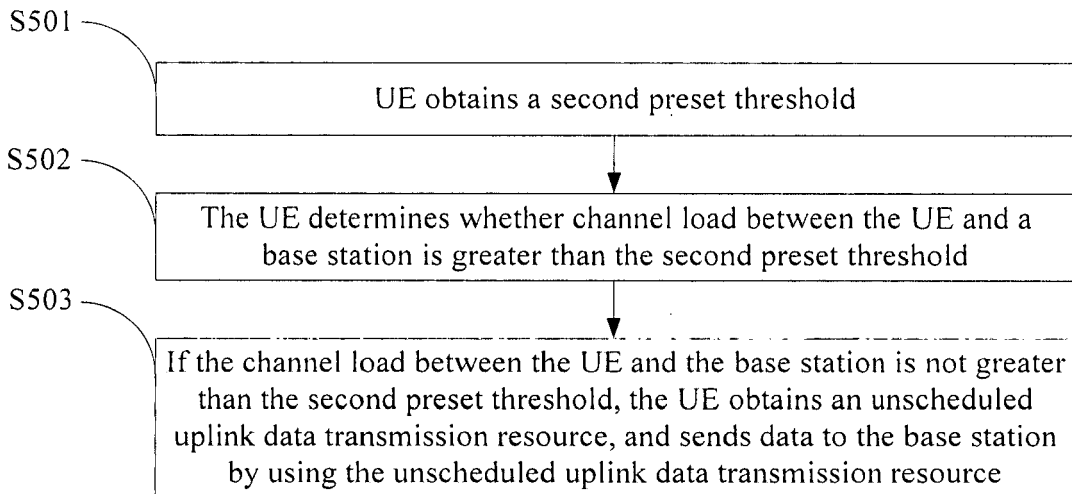 S501
UE obtains a second preset threshold
S502
The UE determines whether channel load between the UE and a
base station is greater than the second preset threshold
S503
If the channel load between the UE and the base station is not greater
than the second preset threshold, the UE obtains an unscheduled
uplink data transmission resource, and sends data to the base station
by using the unscheduled uplink data transmission resource